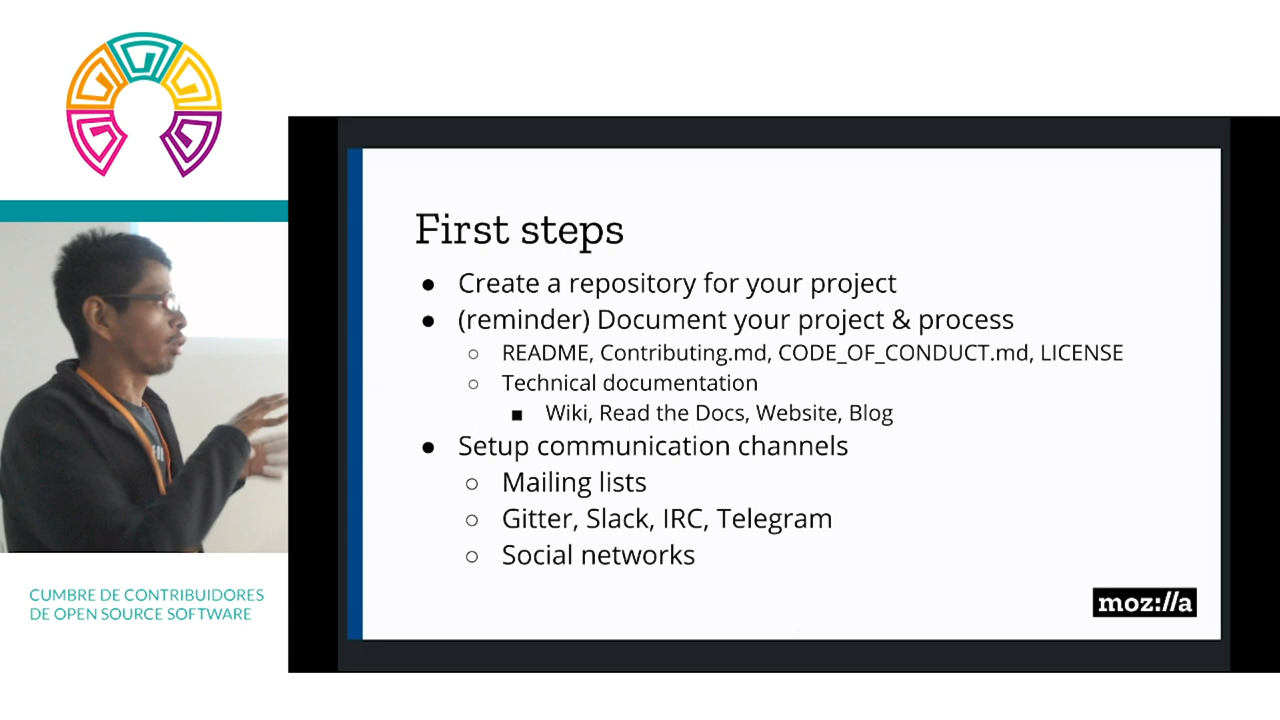 First steps
● Create a repository for your project
● (reminder) Document your project & process
○ README, Contributing.md, CODE_OF_CONDUCT.md, LICENSE
○ Technical documentation
■ Wiki, Read the Docs, Website, Blog
● Setup communication channels
○ Mailing lists
○ Gitter, Slack, IRC, Telegram
○ Social networks
moz://a
CUMBRE DE CONTRIBUIDORES
DE OPEN SOURCE SOFTWARE